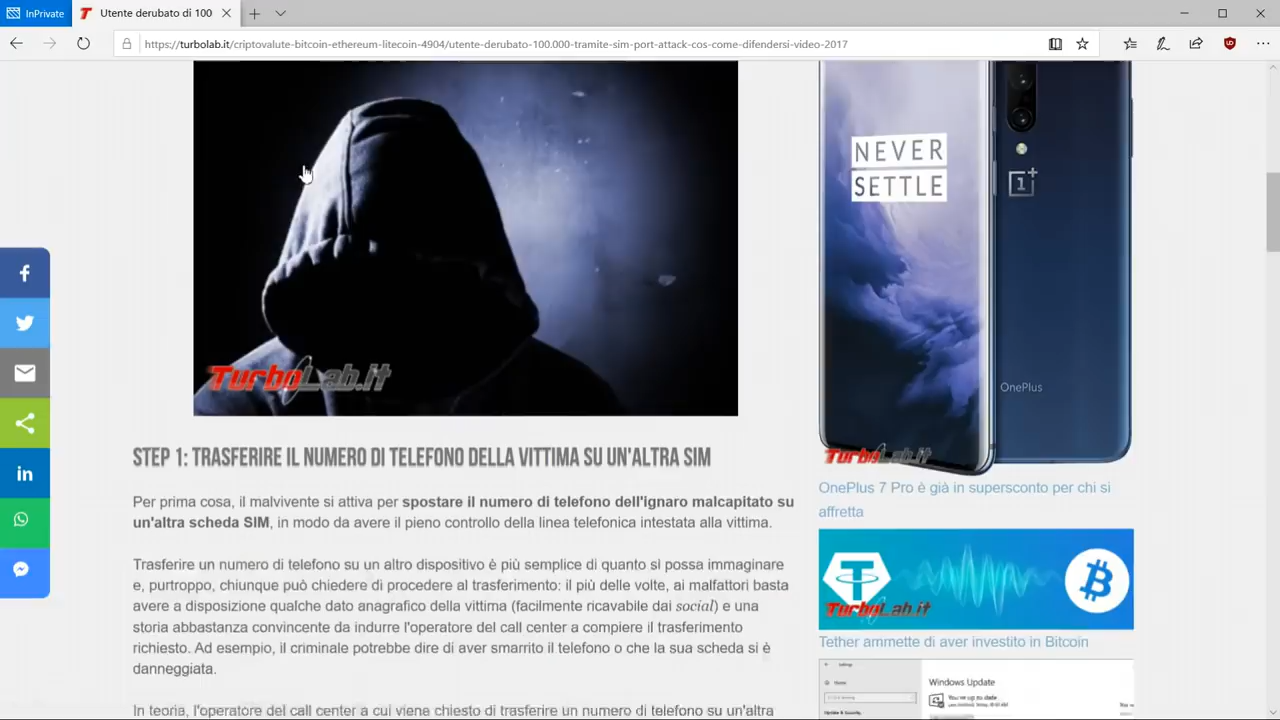 InPrivate
Utente derubato di 100
https://turbolab.it/criptovalute-bitcoin-ethereum-litecoin-4904/utente-derubato-100.000-tramite-sim-port-attack-cos-come-difendersi-video-2017
TurboLab.it
STEP 1: TRASFERIRE IL NUMERO DI TELEFONO DELLA VITTIMA SU UN'ALTRA SIM
Per prima cosa, il malvivente si attiva per spostare il numero di telefono dell'ignaro malcapitato su
un'altra scheda SIM, in modo da avere il pieno controllo della linea telefonica intestata alla vittima.
Trasferire un numero di telefono su un altro dispositivo è più semplice di quanto si possa immaginare
e, purtroppo, chiunque può chiedere di procedere al trasferimento: il più delle volte, ai malfattori basta
avere a disposizione qualche dato anagrafico della vittima (facilmente ricavabile dai social) e una
storia abbastanza convincente da indurre l'operatore del call center a compiere il trasferimento
richiesto. Ad esempio, il criminale potrebbe dire di aver smarrito il telefono o che la sua scheda si è
danneggiata.
In teoria, l'operatore del call center a cui viene chiesto di trasferire un numero di telefono su un'altra
NEVER
SETTLE
OnePlus
TurboLab.it
OnePlus 7 Pro è già in supersconto per chi si
affretta
TurboLab.it
Tether ammette di aver investito in Bitcoin
Settings
Home
Update & Security
Windows Update
You're up to date